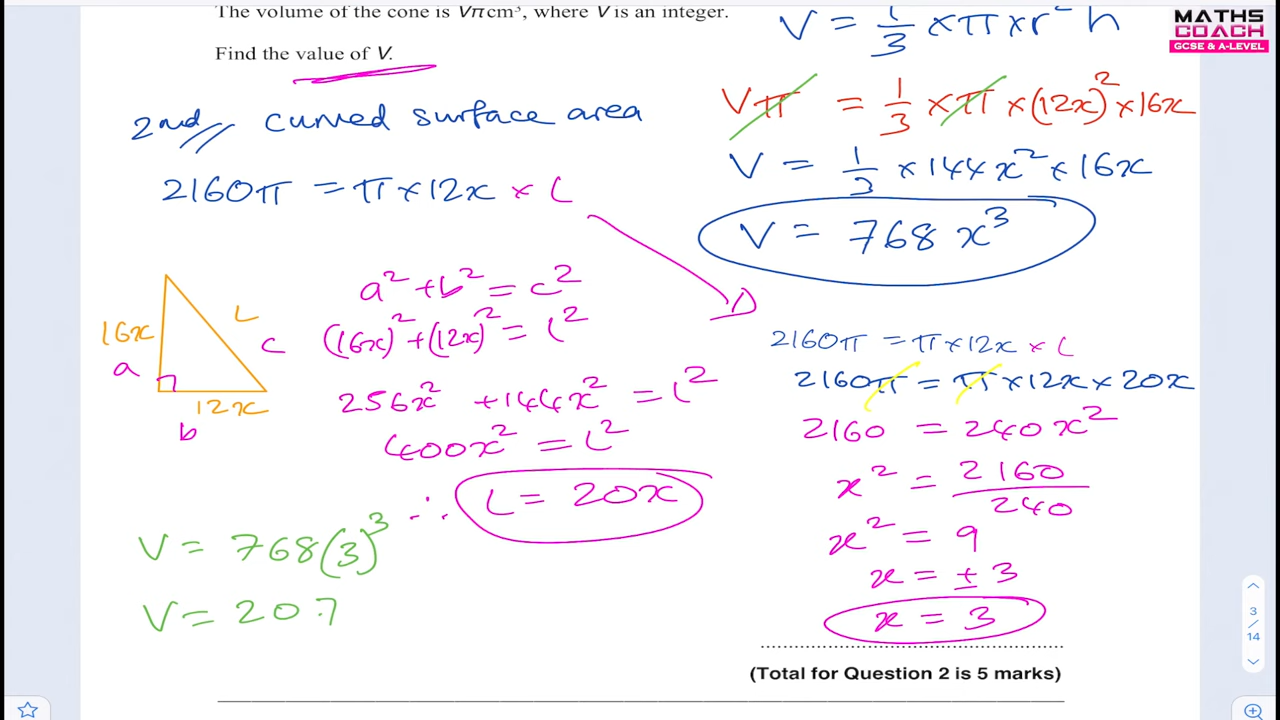 The volume of the cone is Vπ cm³, where V is an integer.
Find the value of V.
2nd // curved surface area
2160π = π × 12x × L
16x
a
L
c
12x
b
a² + b² = c²
(16x)² + (12x)² = L²
256x² + 144x² = L²
400x² = L²
∴ L = 20x
V = 768(3)³
V = 207
V = 1/3 × π × r² h
Vπ = 1/3 × π × (12x)² × 16x
V = 1/3 × 144x² × 16x
V = 768x³
2160π = π × 12x × L
2160π = π × 12x × 20x
2160 = 240x²
x² = 2160/240
x² = 9
x = ± 3
x = 3
(Total for Question 2 is 5 marks)
MATHS
COACH
GCSE & A-LEVEL
3
/
14